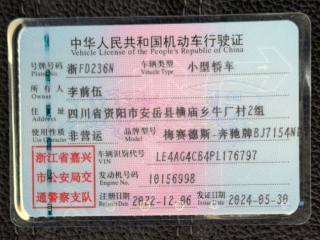 中华人民共和国机动车行驶证
Vehicle License of the People's Republic of China
号牌号码 浙FD236N 车辆类型 小型轿车
Plate No. Vehicle Type
所有人 李前伍
Owner
住址 四川省资阳市安岳县横庙乡牛厂村2组
Address
使用性质 非营运 品牌型号 梅赛德斯-奔驰牌BJ7154
Use Character Model
浙江省嘉兴
市公安局交
通警察支队
车辆识别代号 LE4AG4CB4PL176797
VIN
发动机号码 10156998
Engine No.
注册日期 2022-12-06 发证日期 2024-05-30
Register Date Issue Date